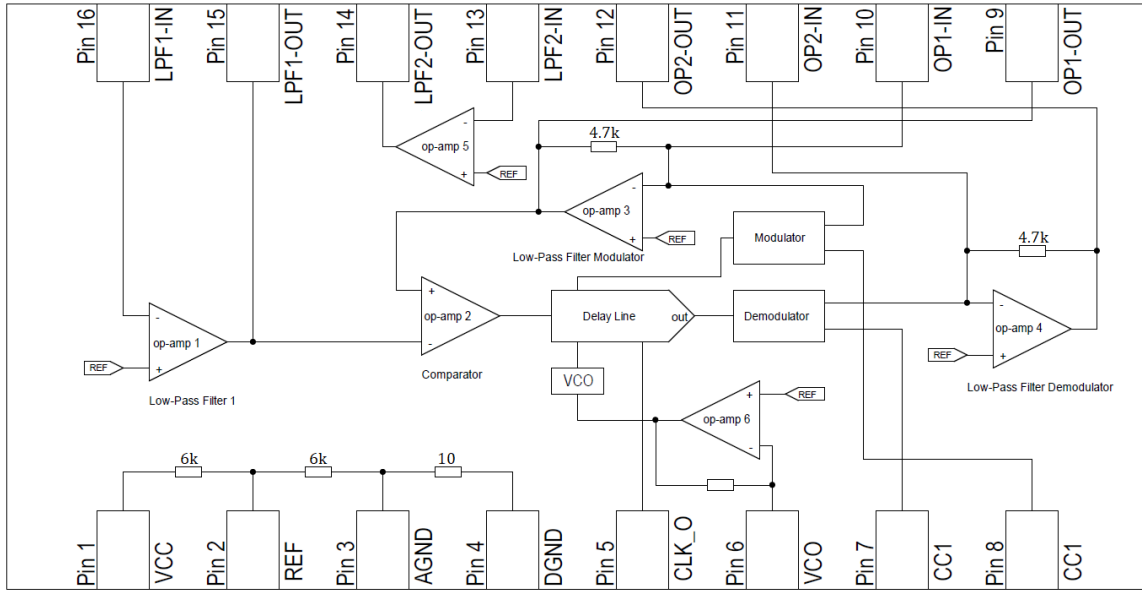 Pin 16
LPF1-IN
Pin 15
LPF1-OUT
Pin 14
LPF2-OUT
Pin 13
LPF2-IN
Pin 12
OP2-OUT
Pin 11
OP2-IN
Pin 10
OP1-IN
Pin 9
OP1-OUT
-
op-amp 5
+
REF
4.7k
-
op-amp 3
+
REF
Low-Pass Filter Modulator
Modulator
4.7k
-
op-amp 1
+
REF
Low-Pass Filter 1
+
op-amp 2
-
Comparator
Delay Line
out
Demodulator
-
op-amp 4
+
REF
Low-Pass Filter Demodulator
VCO
+
op-amp 6
-
REF
6k
6k
10
Pin 1
VCC
Pin 2
REF
Pin 3
AGND
Pin 4
DGND
Pin 5
CLK_O
Pin 6
VCO
Pin 7
CC1
Pin 8
CC1